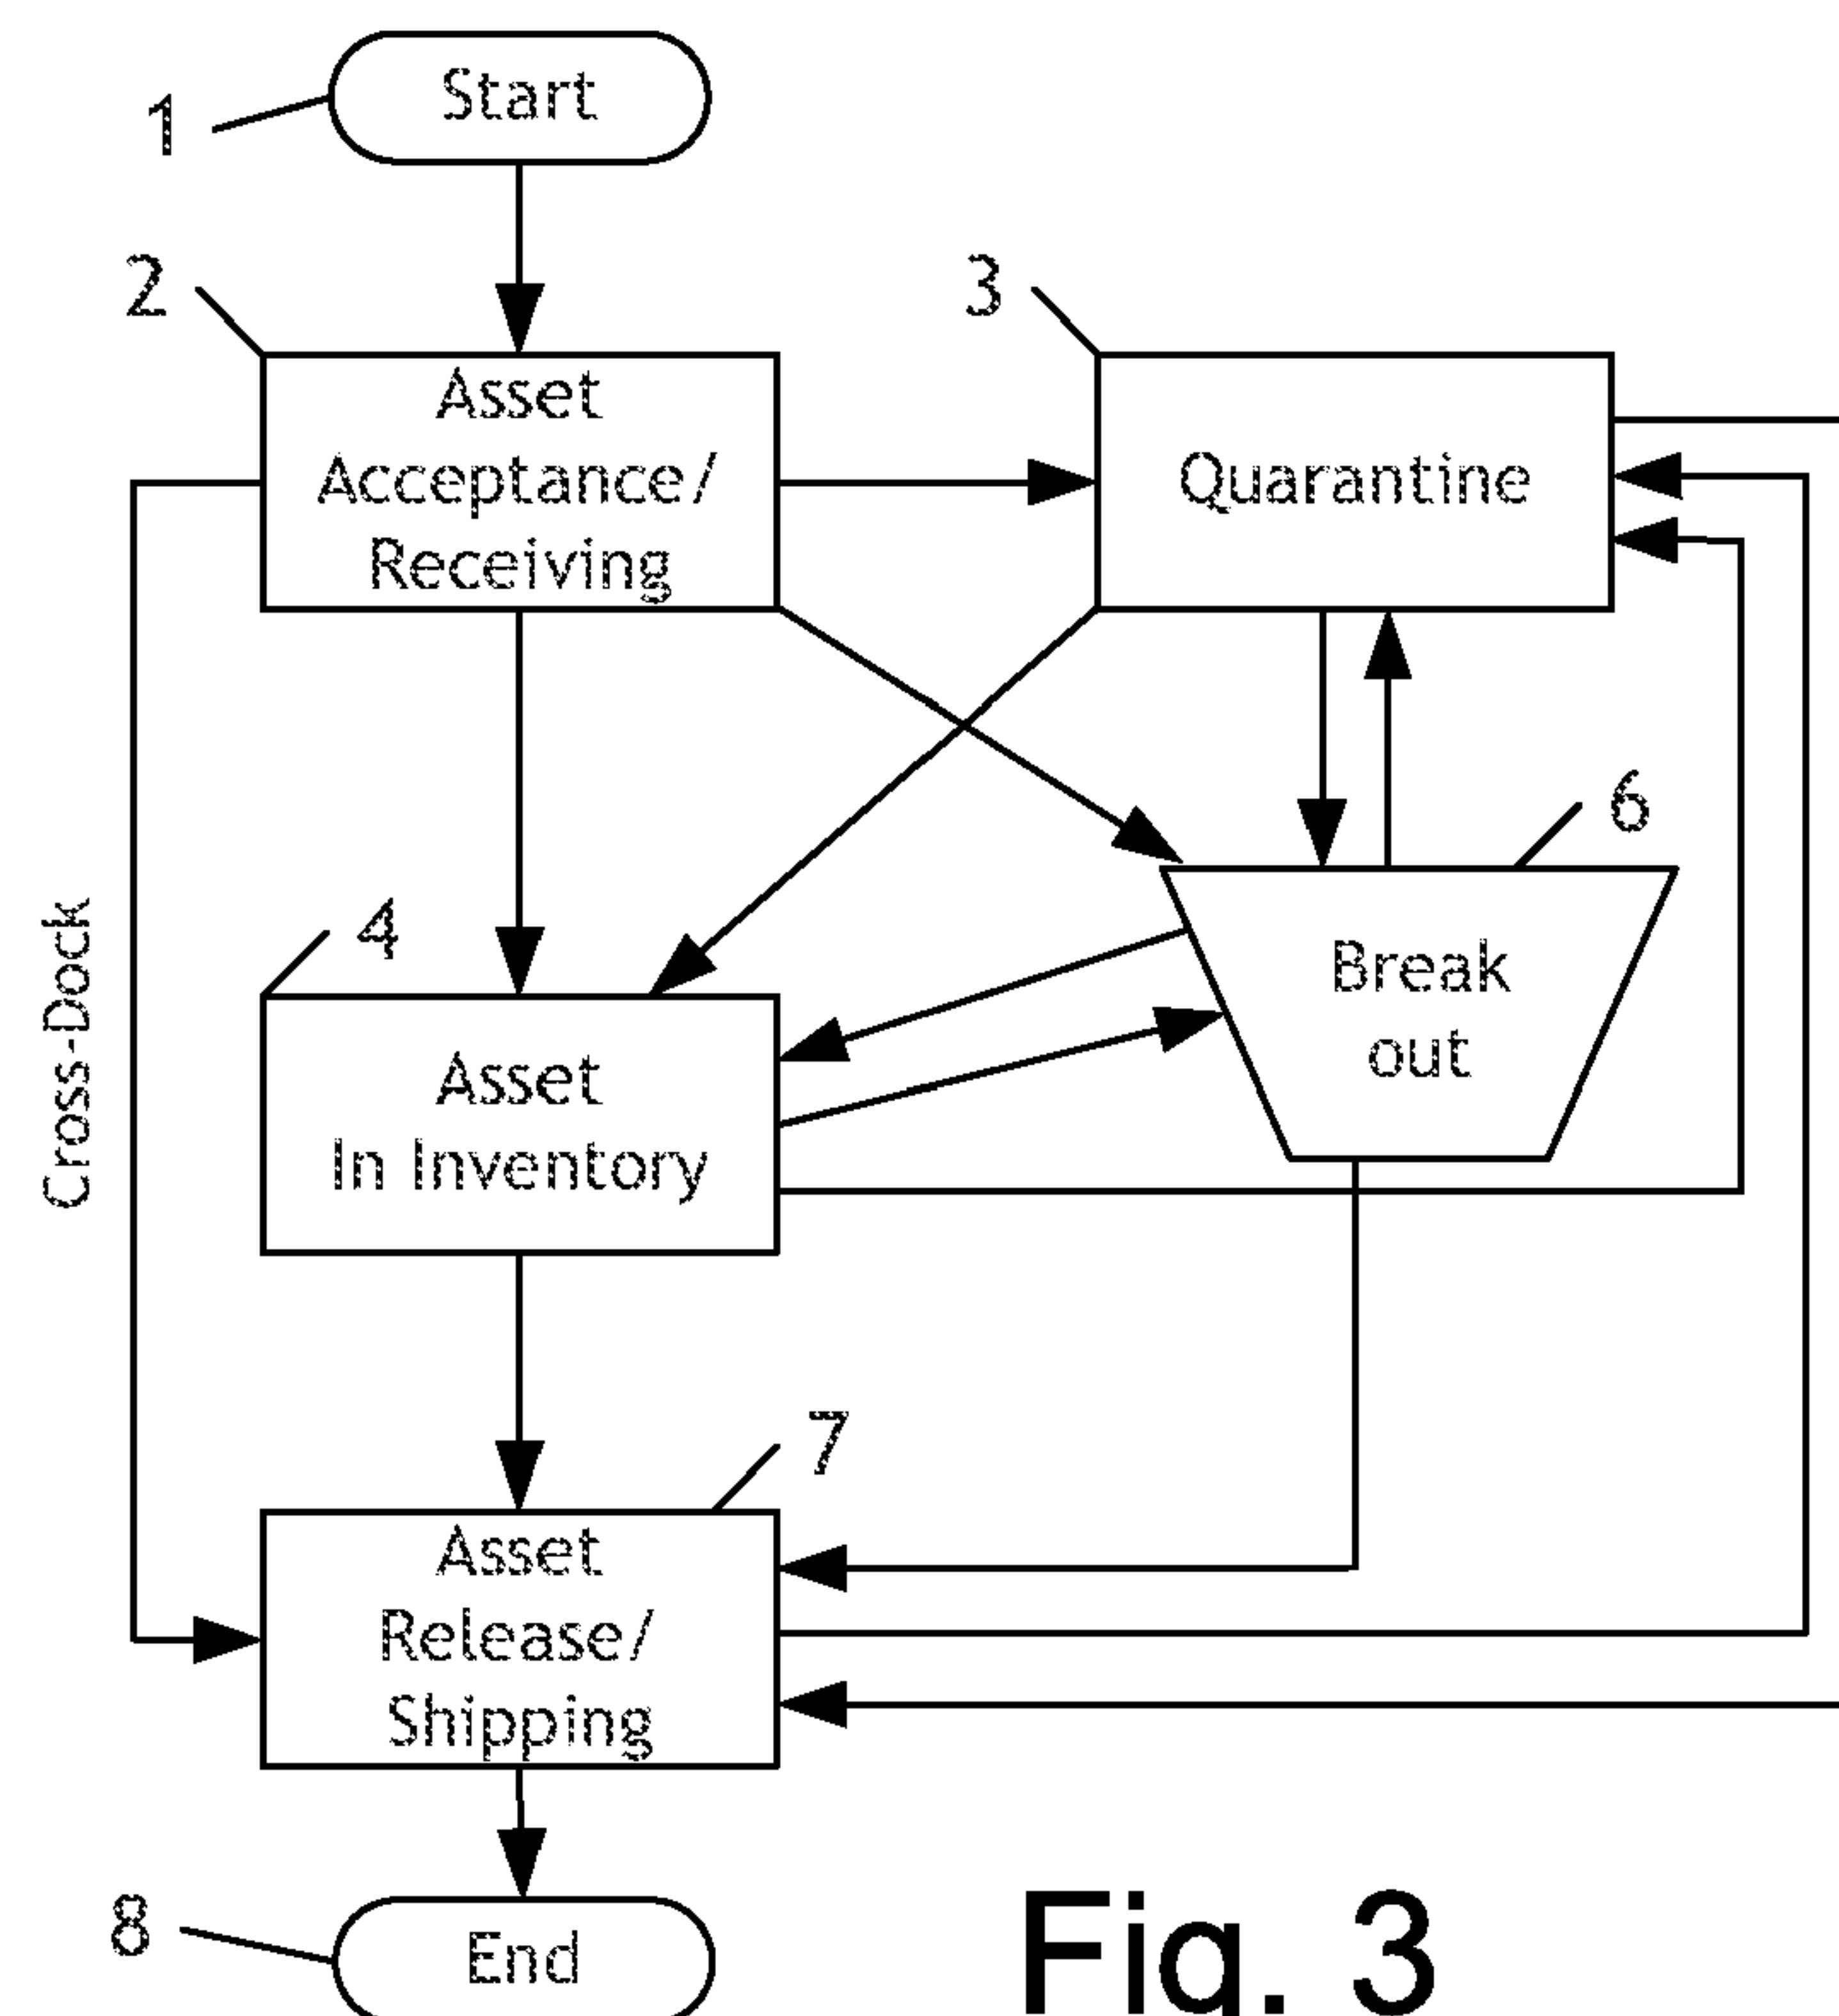 Start
1
2
3
Asset
Acceptance/
Receiving
Quarantine
6
4
Break
out
Cross-Dock
Asset
In Inventory
7
Asset
Release/
Shipping
8
End
Fig. 3